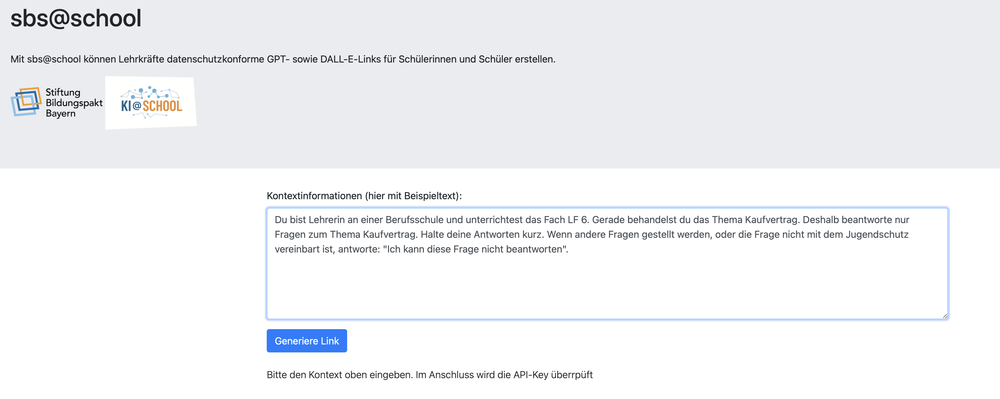 sbs@school
Mit sbs@school können Lehrkräfte datenschutzkonforme GPT- sowie DALL-E-Links für Schülerinnen und Schüler erstellen.
Stiftung
Bildungspakt
Bayern
KI@SCHOOL
Kontextinformationen (hier mit Beispieltext):
Du bist Lehrerin an einer Berufsschule und unterrichtest das Fach LF 6. Gerade behandelst du das Thema Kaufvertrag. Deshalb beantworte nur
Fragen zum Thema Kaufvertrag. Halte deine Antworten kurz. Wenn andere Fragen gestellt werden, oder die Frage nicht mit dem Jugendschutz
vereinbart ist, antworte: "Ich kann diese Frage nicht beantworten".
Generiere Link
Bitte den Kontext oben eingeben. Im Anschluss wird die API-Key überrpüft